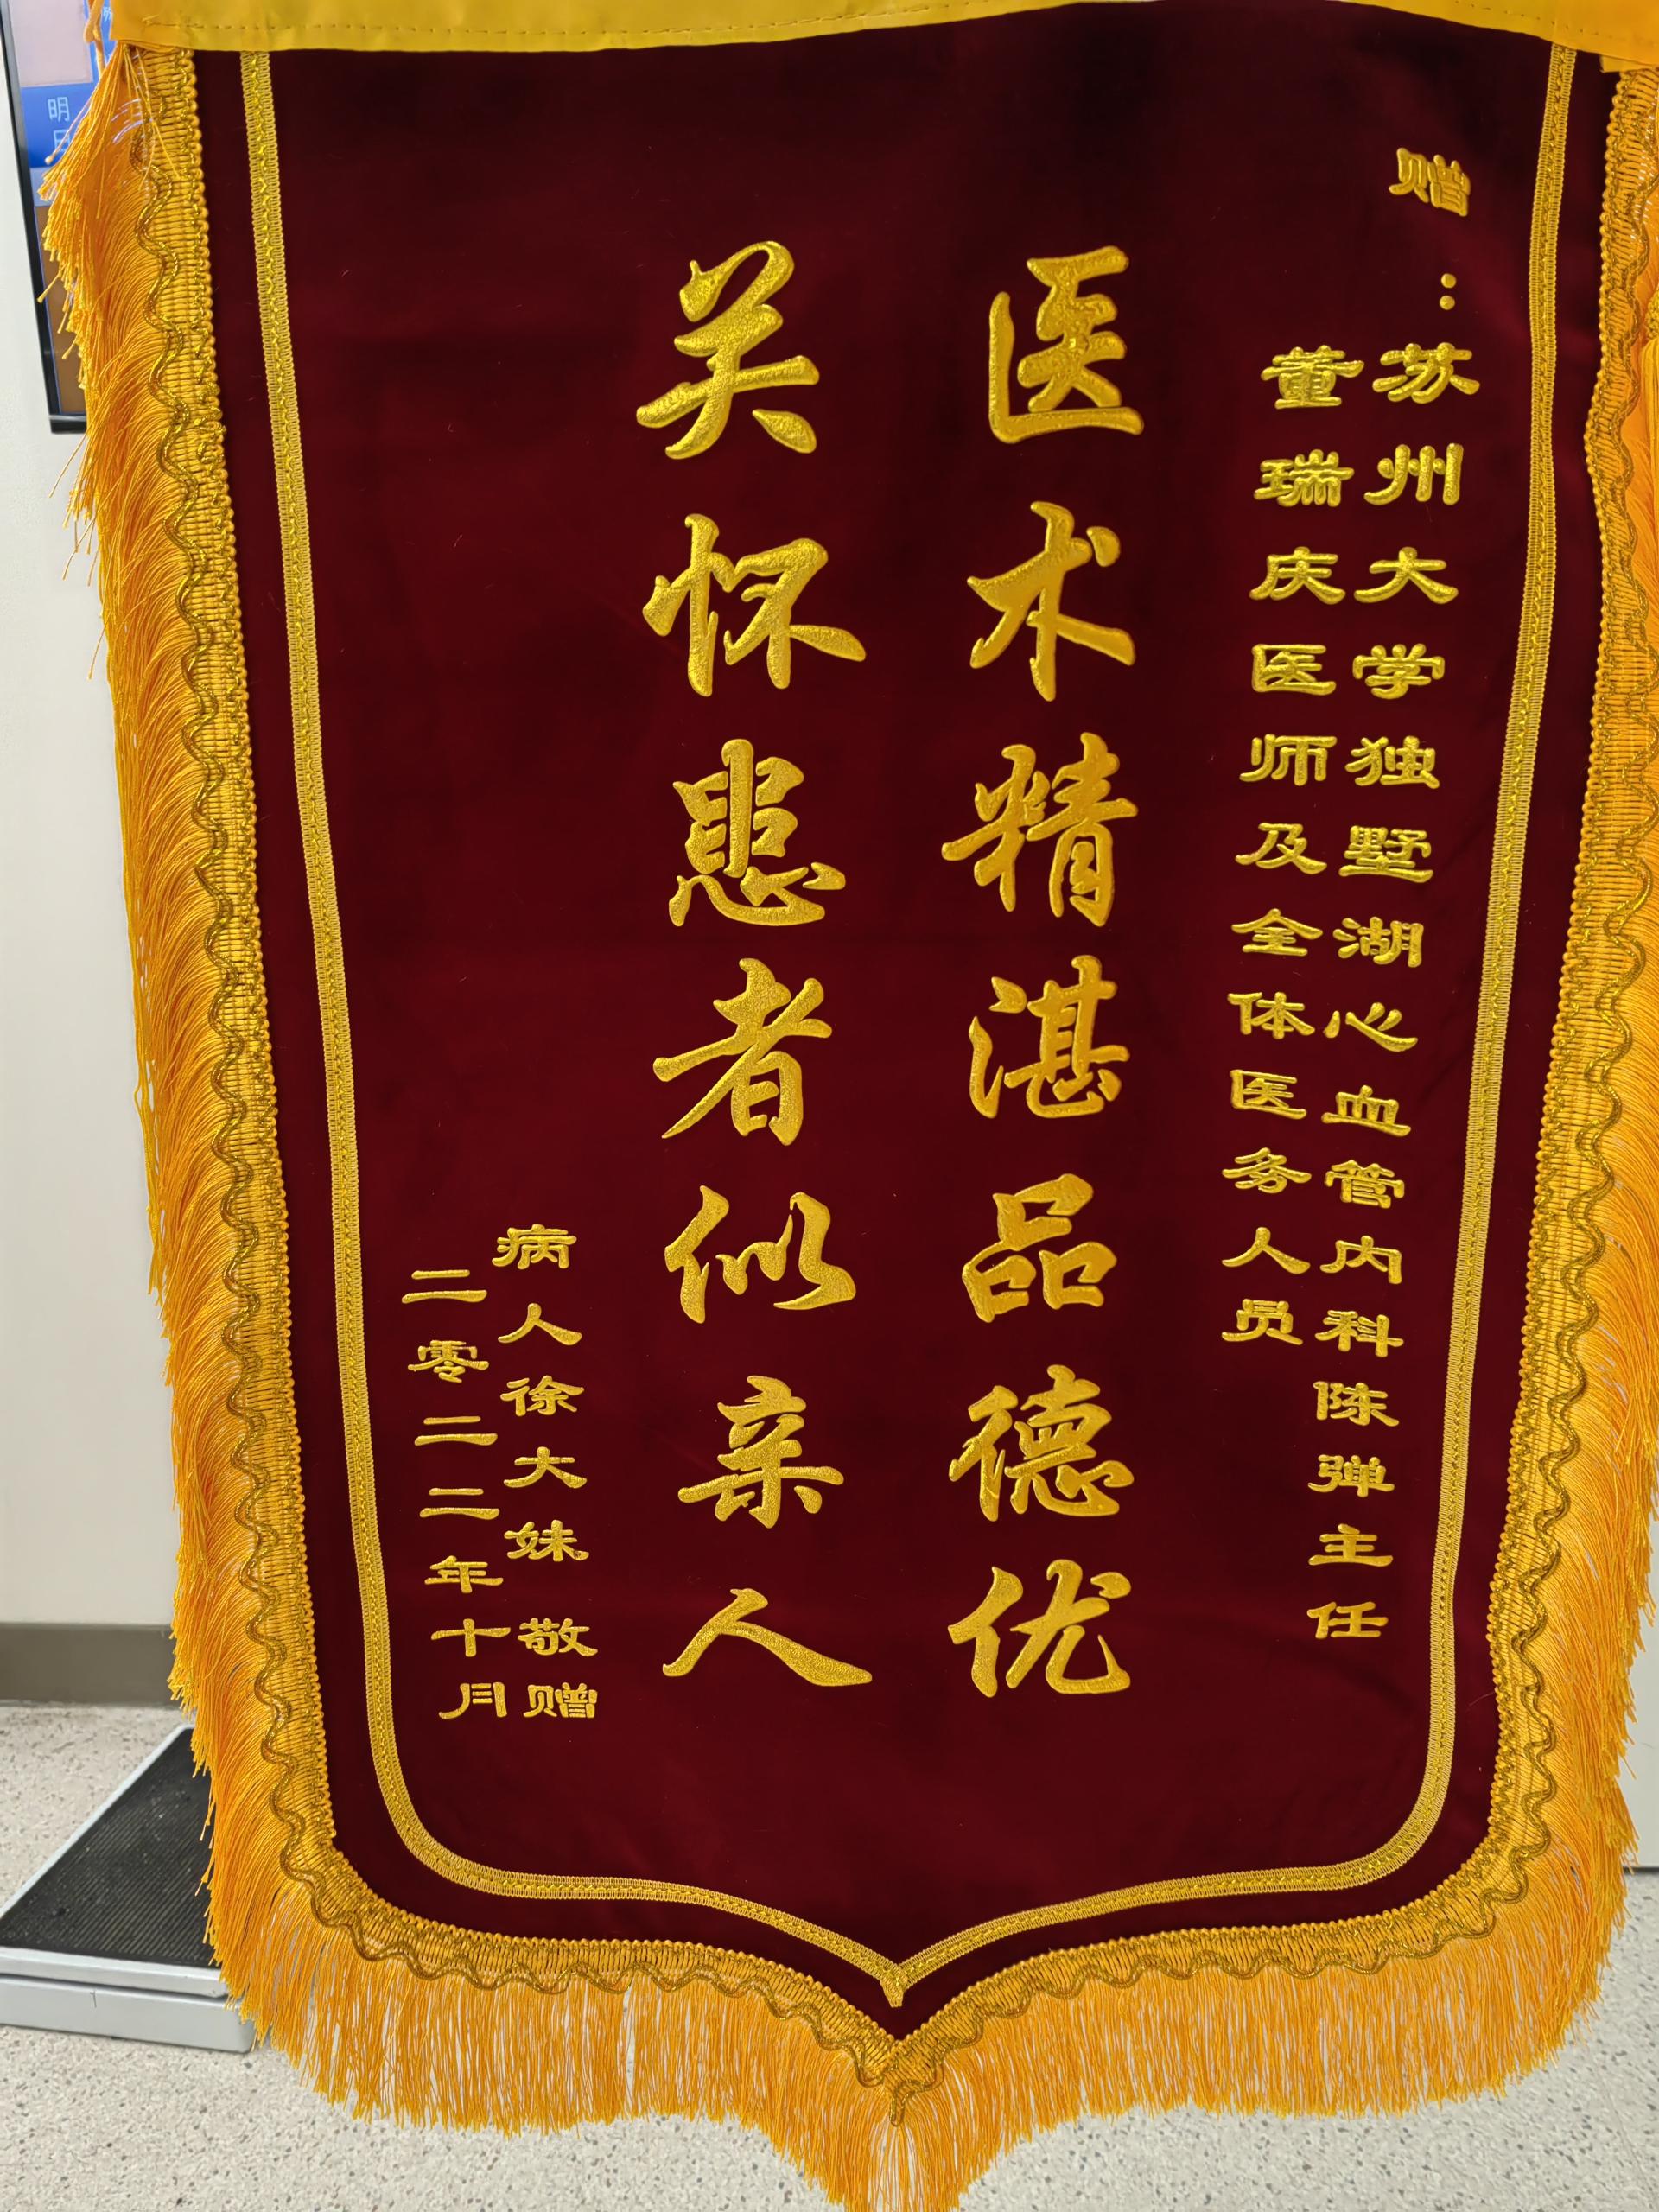 赠：苏州大学独墅湖心血管内科陈弹主任
董瑞庆医师及全体医务人员
医术精湛品德优
关怀患者似亲人
病人徐大妹 敬赠
二零二二年十月
明
日